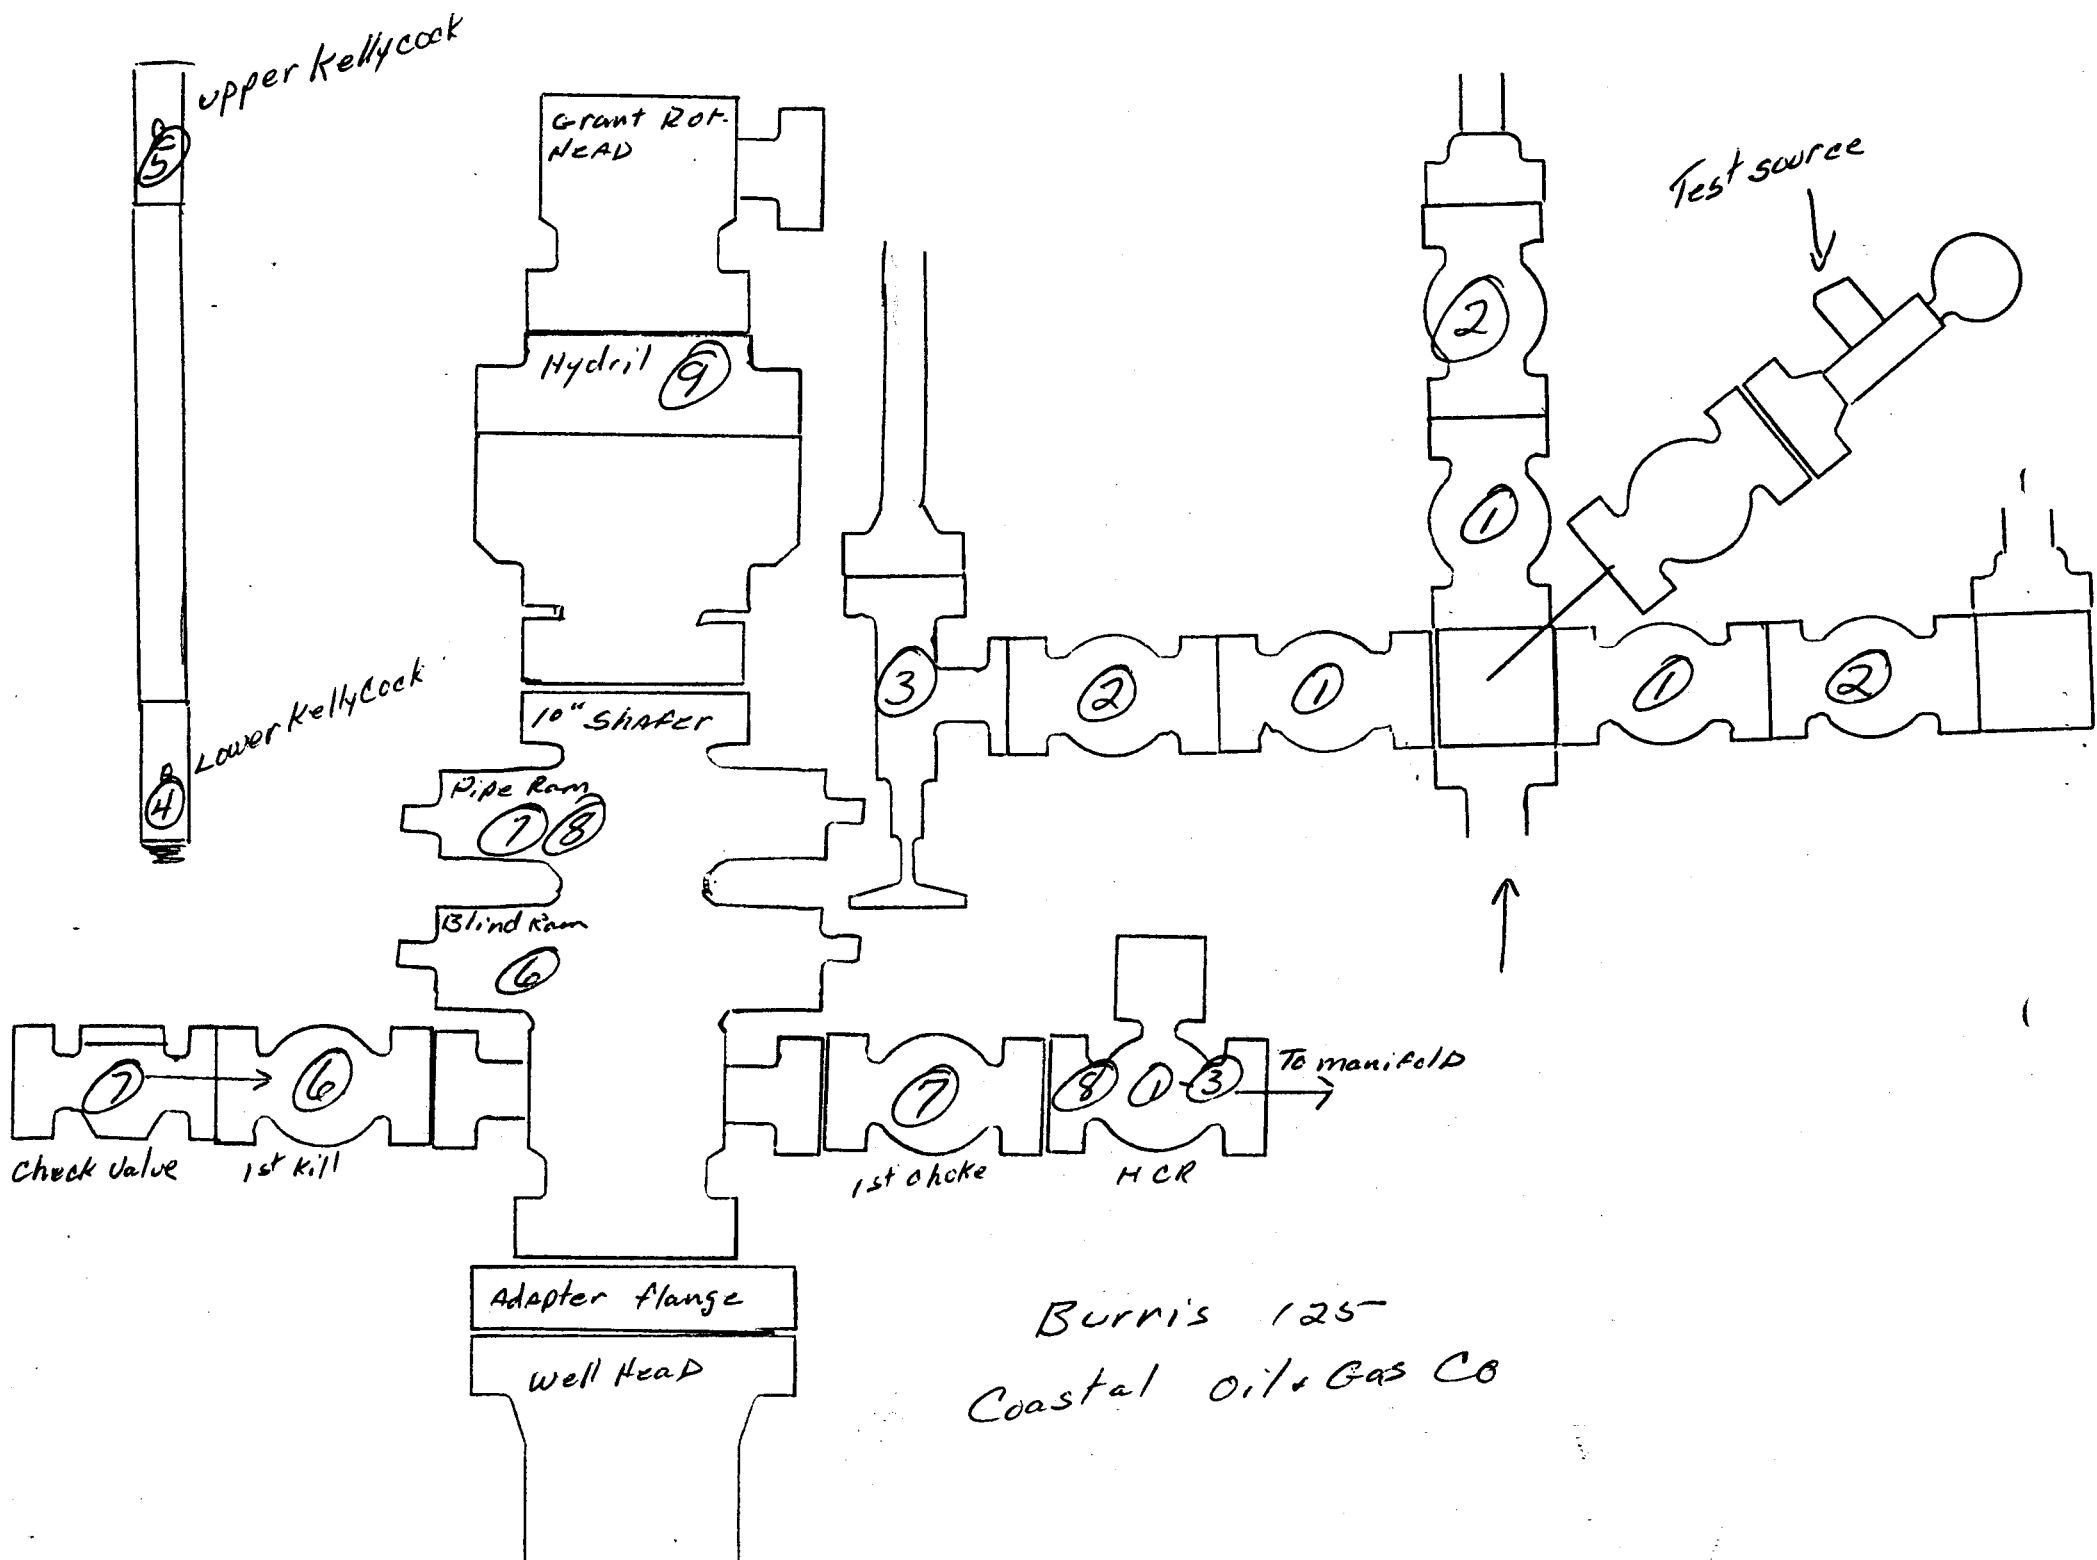 upper Kellycock
5
Lower KellyCock
4
Grant Rot.
HEAD
Hydril 9
10" SHAFER
Pipe Ram
7 8
Blind Ram
6
7 6
Check Valve 1st Kill
7 8 1-3
To manifold
1st choke HCR
Adapter flange
Well HEAD
3 2 1 1 2
2
1
Test source
Burris 125
Coastal Oil & Gas Co